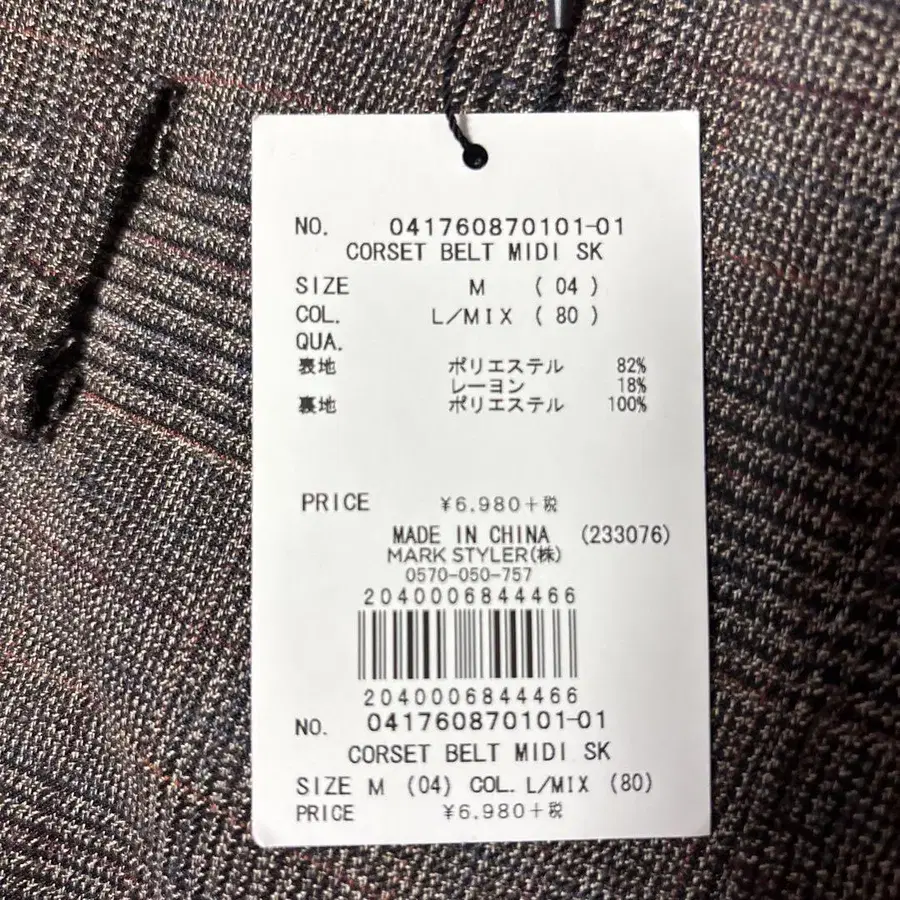 NO. 041760870101-01
CORSET BELT MIDI SK
SIZE M (04)
COL. L/MIX (80)
QUA.
表地 ポリエステル 82%
レーヨン 18%
裏地 ポリエステル 100%
PRICE ¥6,980+税
MADE IN CHINA (233076)
MARK STYLER(株)
0570-050-757
2040006844466
2040006844466
NO. 041760870101-01
CORSET BELT MIDI SK
SIZE M (04) COL. L/MIX (80)
PRICE ¥6,980+税